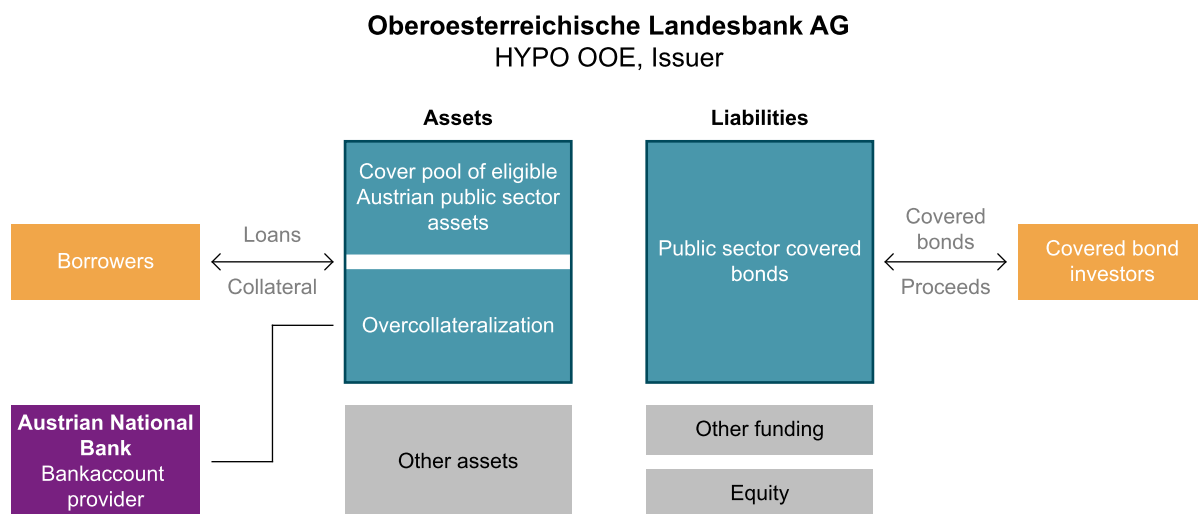 Oberoesterreichische Landesbank AG
HYPO OOE, Issuer
Assets
Liabilities
Cover pool of eligible
Austrian public sector
assets
Overcollateralization
Public sector covered
bonds
Borrowers
Loans
Collateral
Covered
bonds
Proceeds
Covered bond
investors
Austrian National
Bank
Bankaccount
provider
Other assets
Other funding
Equity